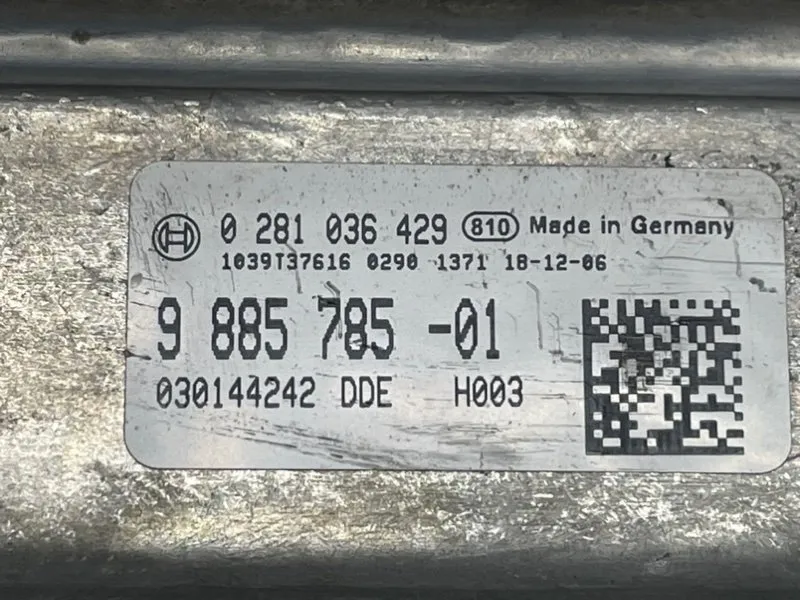 0 281 036 429 810 Made in Germany
1039T37616 0290 1371 18-12-06
9 885 785 -01
030144242 DDE H003